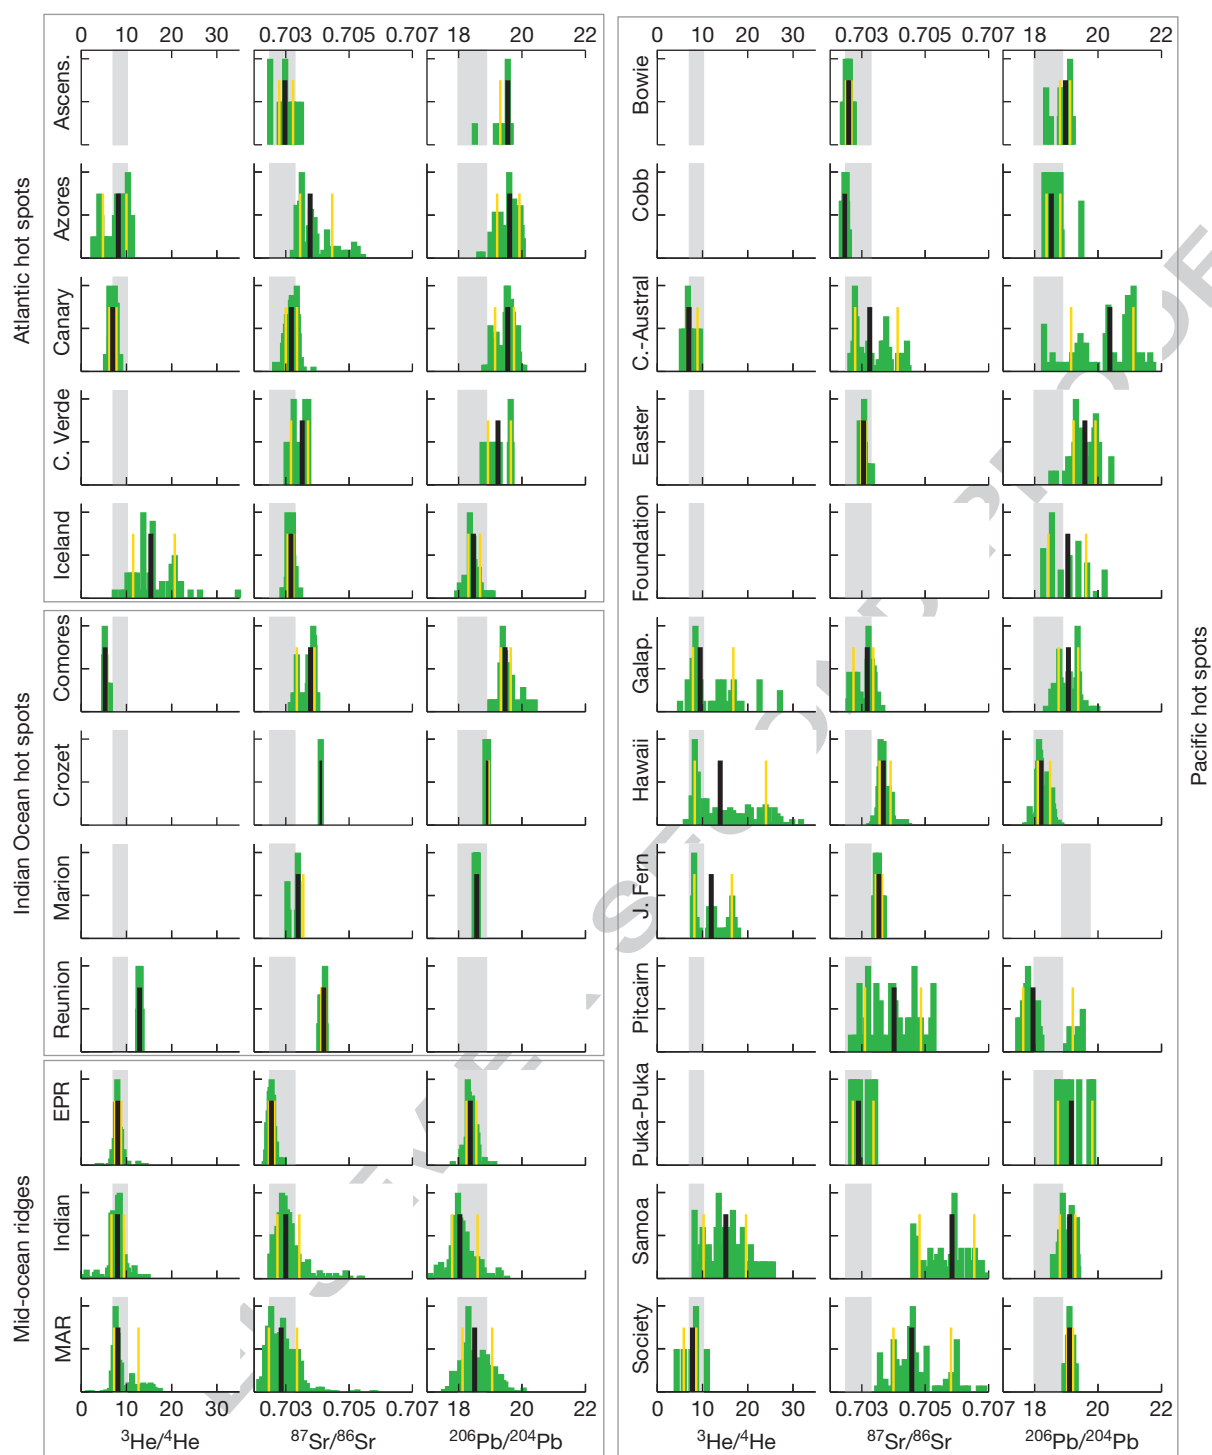 0 10 20 30 0.703 0.705 0.707 20 22
0 10 20 30 0.703 0.705 0.707 20 22
Atlantic hot spots
Ascens.
Azores
Canary
C. Verde
Iceland
Indian Ocean hot spots
Comores
Crozet
Marion
Reunion
Mid-ocean ridges
EPR
Indian
MAR
0 10 20 30 0.703 0.705 0.707 20 22
³He/⁴He ⁸⁷Sr/⁸⁶Sr ²⁰⁶Pb/²⁰⁴Pb
Pacific hot spots
Bowie
Cobb
C.-Austral
Easter
Foundation
Galap.
Hawaii
J. Fern
Pitcairn
Puka-Puka
Samoa
Society
0 10 20 30 0.703 0.705 0.707 20 22
³He/⁴He ⁸⁷Sr/⁸⁶Sr ²⁰⁶Pb/²⁰⁴Pb